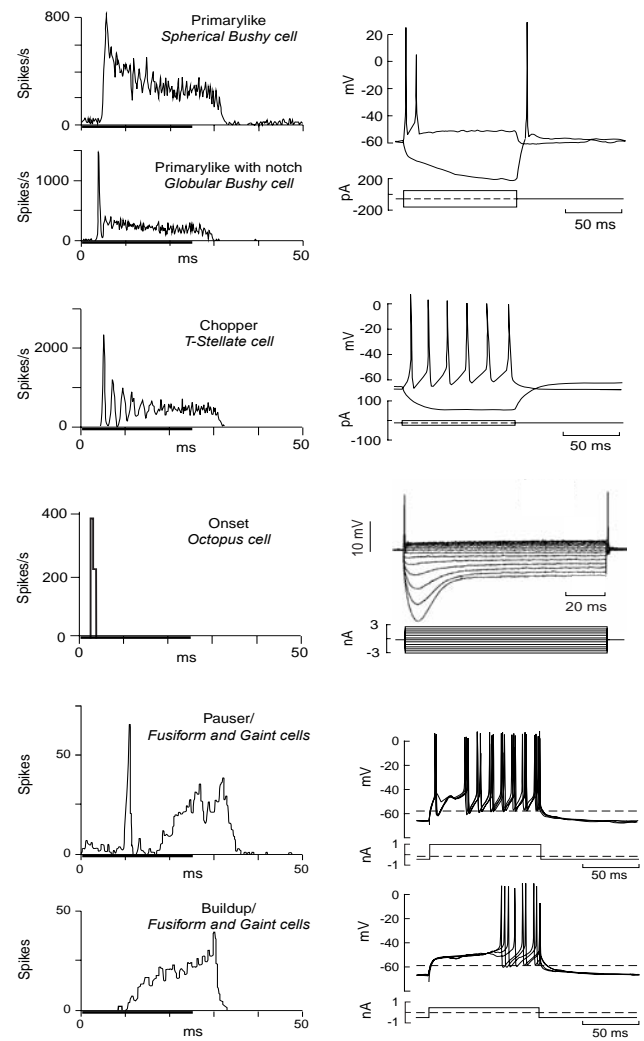 Primarylike
Spherical Bushy cell
Spikes/s
800
400
0
Primarylike with notch
Globular Bushy cell
Spikes/s
1000
0
0
50
ms
mV
20
0
-20
-40
-60
pA
200
-200
50 ms
Chopper
T-Stellate cell
Spikes/s
2000
0
0
50
ms
mV
0
-20
-40
-60
pA
100
-100
50 ms
Onset
Octopus cell
Spikes/s
400
200
0
0
50
ms
10 mV
20 ms
nA
3
-3
Pauser/
Fusiform and Gaint cells
Spikes
50
0
0
50
ms
mV
0
-20
-40
-60
nA
1
-1
50 ms
Buildup/
Fusiform and Gaint cells
Spikes
50
0
0
50
ms
mV
20
0
-20
-40
-60
-80
nA
1
-1
50 ms